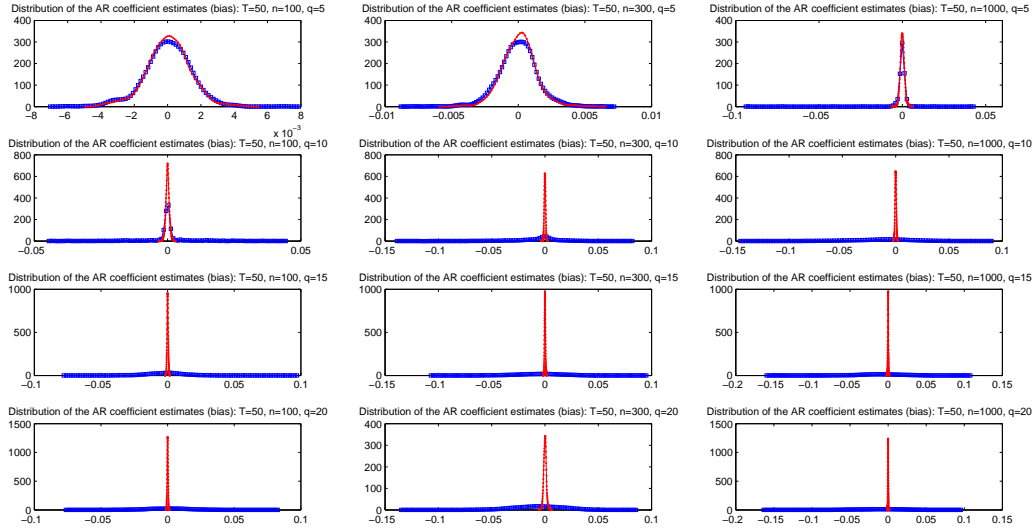 Distribution of the AR coefficient estimates (bias): T=50, n=100, q=5
400
300
200
100
0
−8 −6 −4 −2 0 2 4 6 8
x 10−3
Distribution of the AR coefficient estimates (bias): T=50, n=300, q=5
400
300
200
100
0
−0.01 −0.005 0 0.005 0.01
Distribution of the AR coefficient estimates (bias): T=50, n=1000, q=5
400
300
200
100
0
−0.1 −0.05 0 0.05
Distribution of the AR coefficient estimates (bias): T=50, n=100, q=10
800
600
400
200
0
−0.05 0 0.05
Distribution of the AR coefficient estimates (bias): T=50, n=300, q=10
800
600
400
200
0
−0.15 −0.1 −0.05 0 0.05 0.1
Distribution of the AR coefficient estimates (bias): T=50, n=1000, q=10
800
600
400
200
0
−0.15 −0.1 −0.05 0 0.05 0.1
Distribution of the AR coefficient estimates (bias): T=50, n=100, q=15
1000
500
0
−0.1 −0.05 0 0.05 0.1
Distribution of the AR coefficient estimates (bias): T=50, n=300, q=15
1000
500
0
−0.15 −0.1 −0.05 0 0.05 0.1
Distribution of the AR coefficient estimates (bias): T=50, n=1000, q=15
1000
500
0
−0.2 −0.15 −0.1 −0.05 0 0.05 0.1 0.15
Distribution of the AR coefficient estimates (bias): T=50, n=100, q=20
1500
1000
500
0
−0.1 −0.05 0 0.05 0.1
Distribution of the AR coefficient estimates (bias): T=50, n=300, q=20
400
300
200
100
0
−0.15 −0.1 −0.05 0 0.05 0.1
Distribution of the AR coefficient estimates (bias): T=50, n=1000, q=20
1500
1000
500
0
−0.2 −0.15 −0.1 −0.05 0 0.05 0.1 0.15